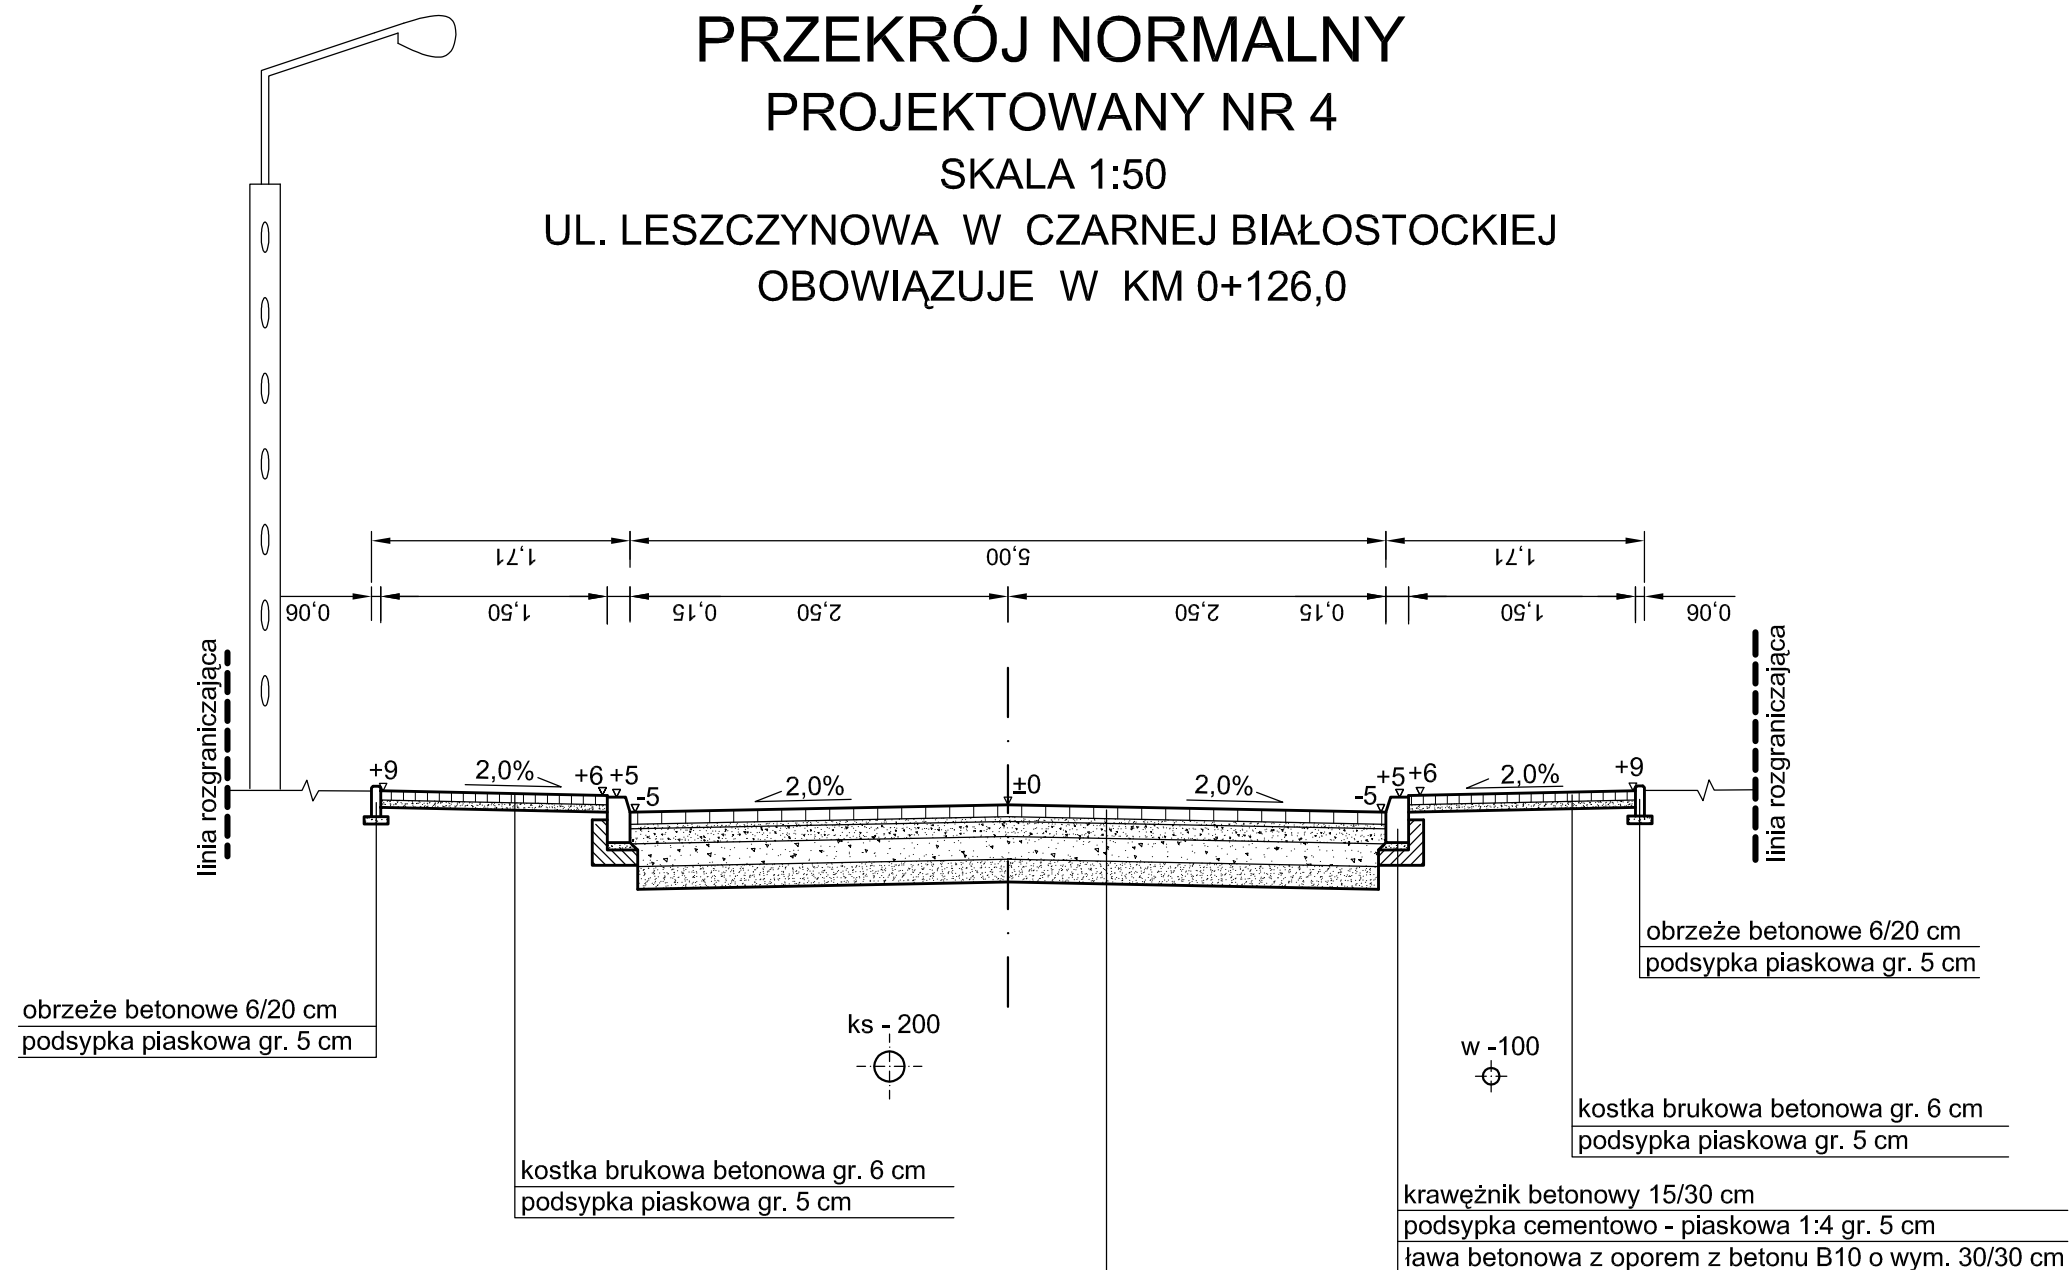 PRZEKRÓJ NORMALNY
PROJEKTOWANY NR 4
SKALA 1:50
UL. LESZCZYNOWA W CZARNEJ BIAŁOSTOCKIEJ
OBOWIĄZUJE W KM 0+126,0
1,71 5,00 1,71
0,06 1,50 0,15 2,50 2,50 0,15 1,50 0,06
linia rozgraniczająca
linia rozgraniczająca
+9 2,0% +6 +5 -5 2,0% ±0 2,0% -5 +5 +6 2,0% +9
obrzeże betonowe 6/20 cm
podsypka piaskowa gr. 5 cm
obrzeże betonowe 6/20 cm
podsypka piaskowa gr. 5 cm
ks - 200
w -100
kostka brukowa betonowa gr. 6 cm
podsypka piaskowa gr. 5 cm
kostka brukowa betonowa gr. 6 cm
podsypka piaskowa gr. 5 cm
krawężnik betonowy 15/30 cm
podsypka cementowo - piaskowa 1:4 gr. 5 cm
ława betonowa z oporem z betonu B10 o wym. 30/30 cm